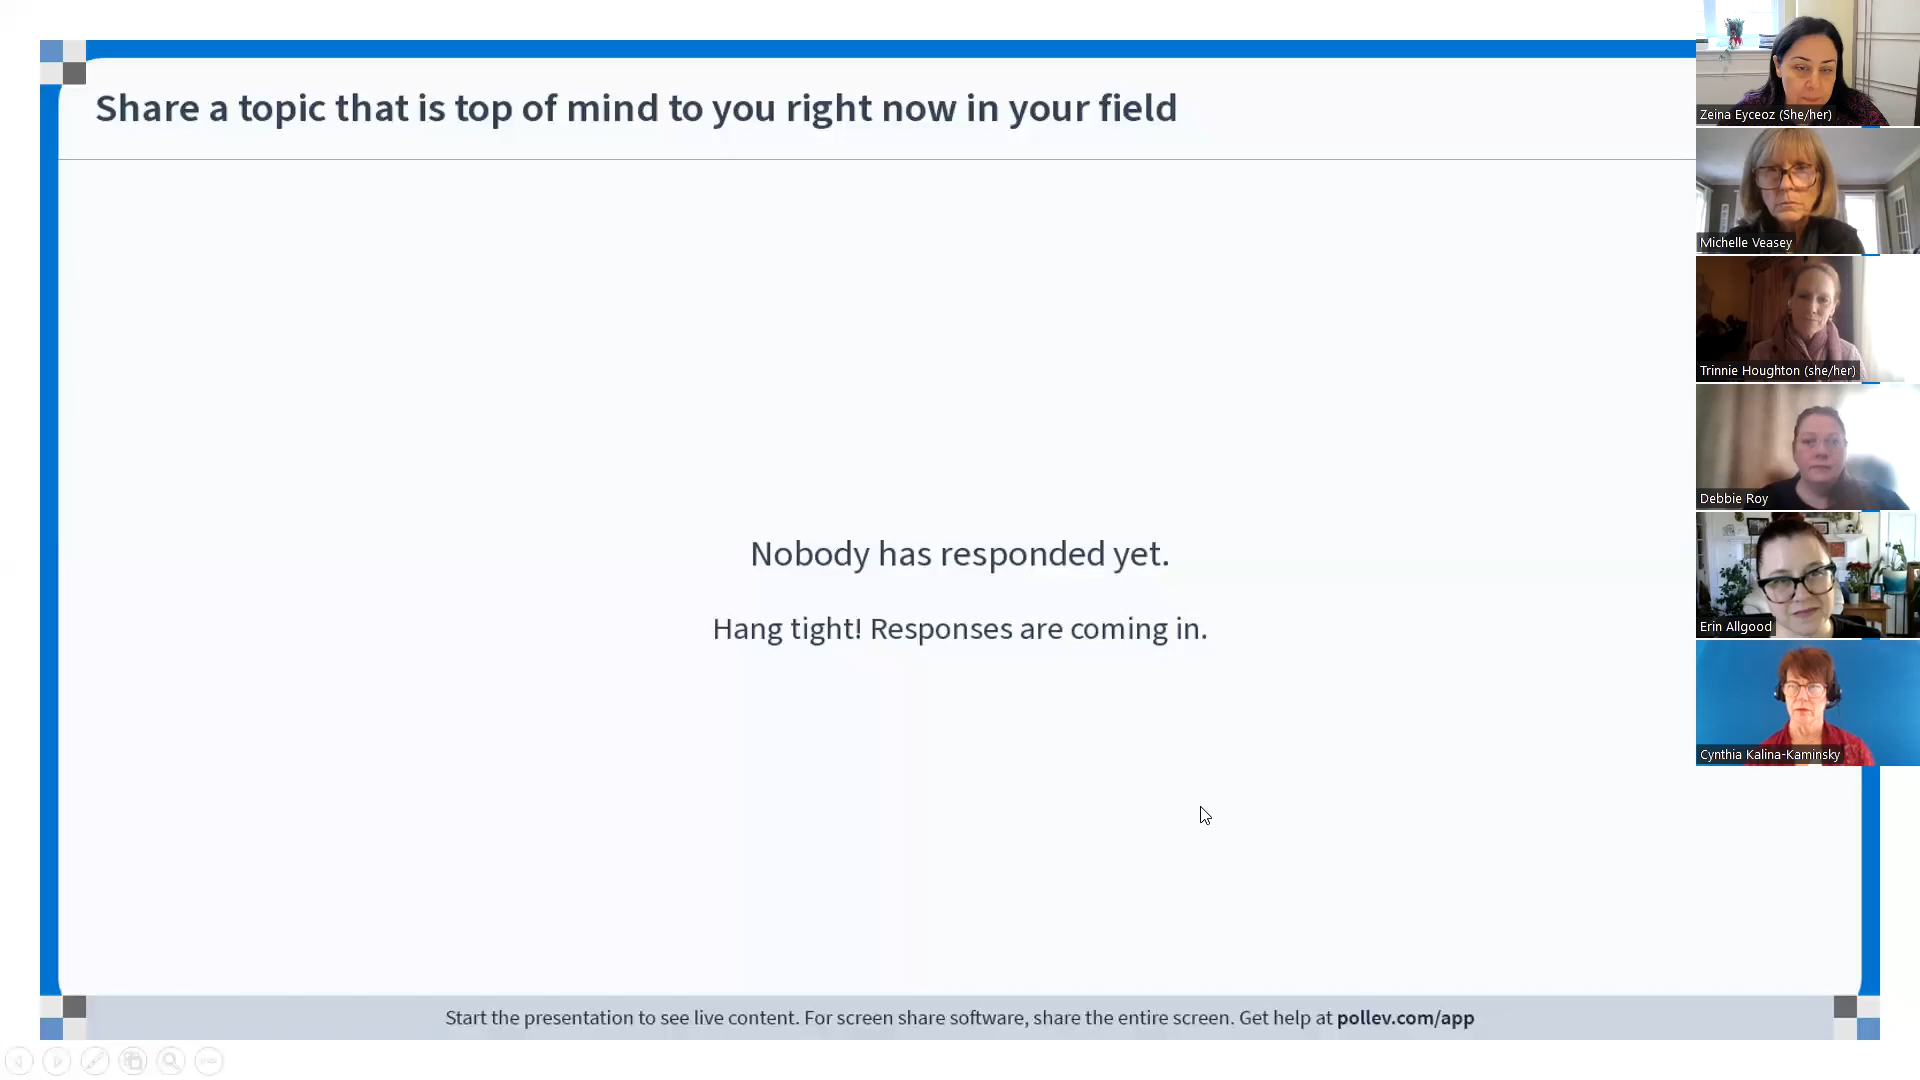 Share a topic that is top of mind to you right now in your field
Nobody has responded yet.
Hang tight! Responses are coming in.
Start the presentation to see live content. For screen share software, share the entire screen. Get help at pollev.com/app
Zeina Eyceoz (She/her)
Michelle Veasey
Trinnie Houghton (she/her)
Debbie Roy
Erin Allgood
Cynthia Kalina-Kaminsky